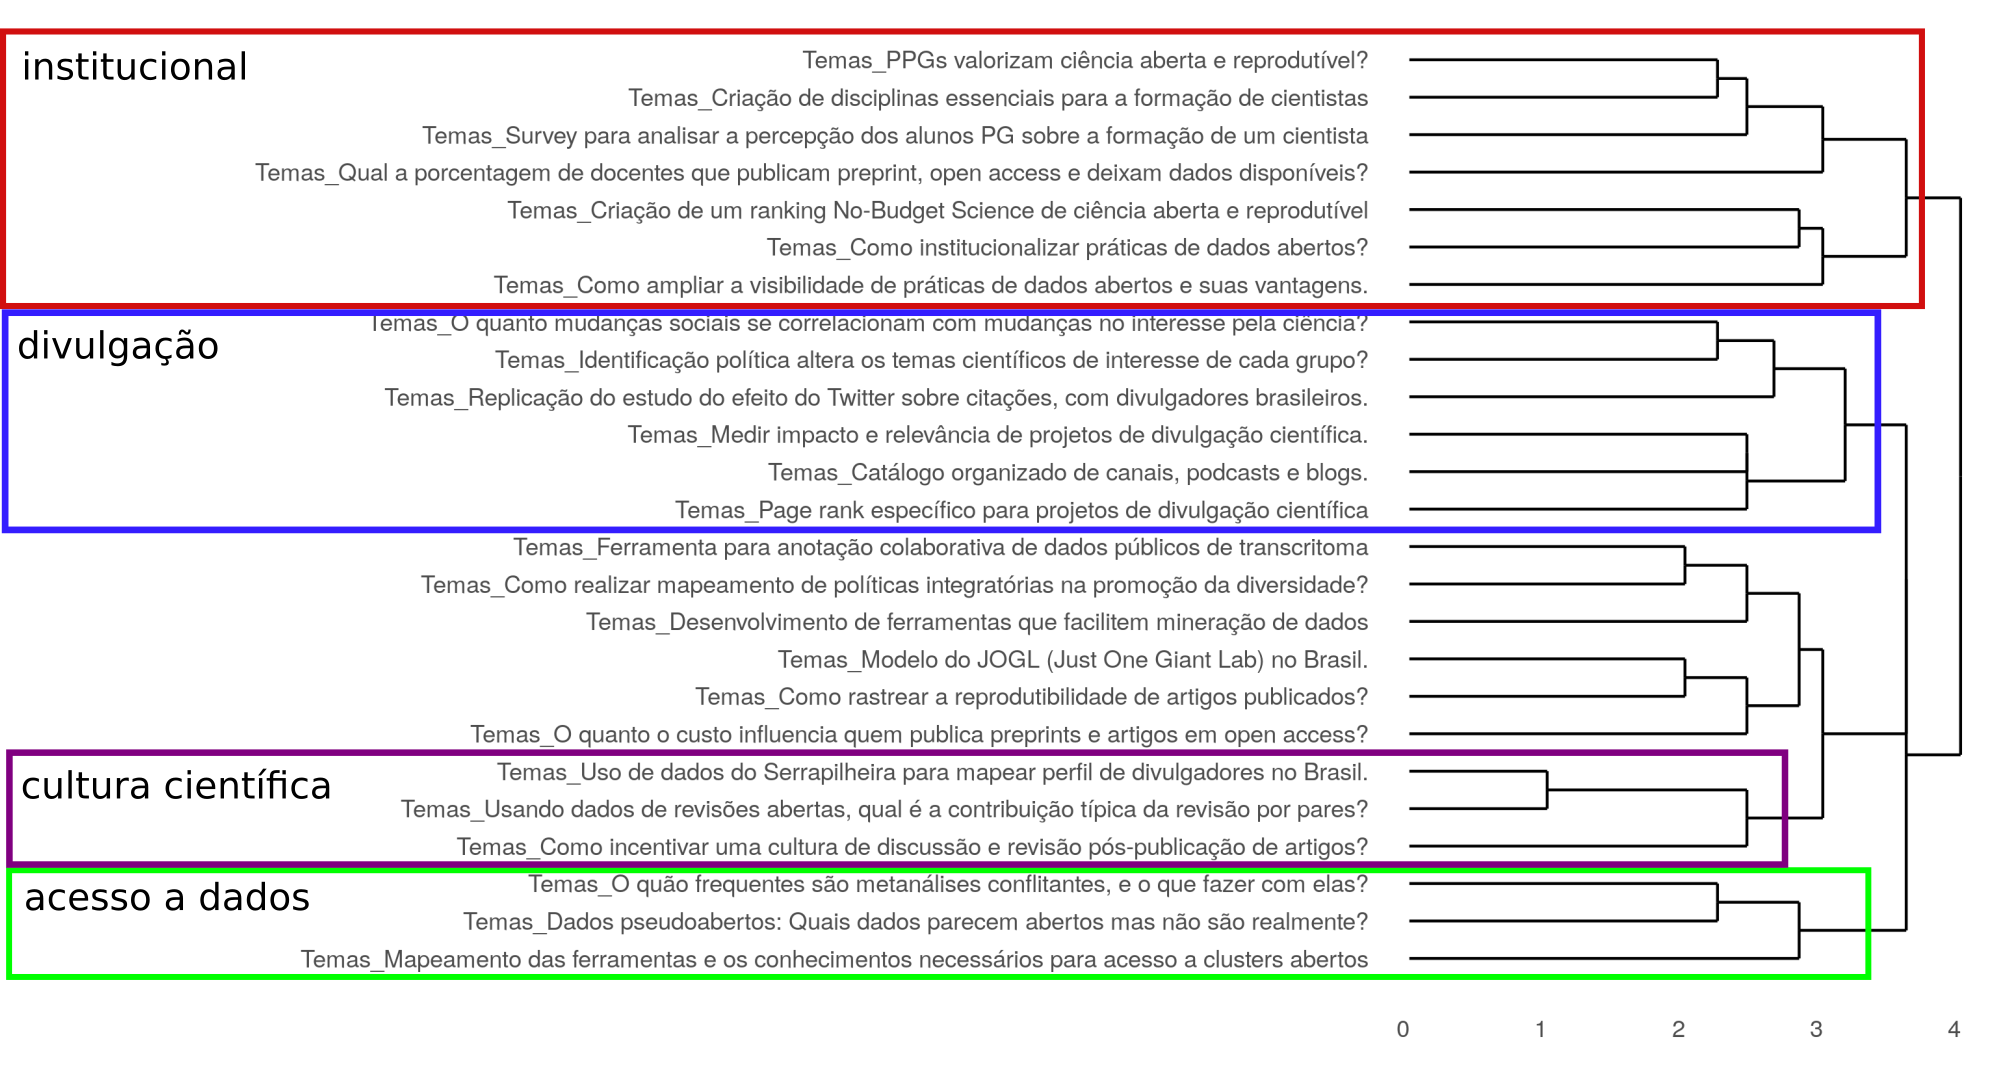 institucional
Temas_PPGs valorizam ciência aberta e reprodutível?
Temas_Criação de disciplinas essenciais para a formação de cientistas
Temas_Survey para analisar a percepção dos alunos PG sobre a formação de um cientista
Temas_Qual a porcentagem de docentes que publicam preprint, open access e deixam dados disponíveis?
Temas_Criação de um ranking No-Budget Science de ciência aberta e reprodutível
Temas_Como institucionalizar práticas de dados abertos?
Temas_Como ampliar a visibilidade de práticas de dados abertos e suas vantagens.
divulgação
Temas_O quanto mudanças sociais se correlacionam com mudanças no interesse pela ciência?
Temas_Identificação política altera os temas científicos de interesse de cada grupo?
Temas_Replicação do estudo do efeito do Twitter sobre citações, com divulgadores brasileiros.
Temas_Medir impacto e relevância de projetos de divulgação científica.
Temas_Catálogo organizado de canais, podcasts e blogs.
Temas_Page rank específico para projetos de divulgação científica
Temas_Ferramenta para anotação colaborativa de dados públicos de transcritoma
Temas_Como realizar mapeamento de políticas integratórias na promoção da diversidade?
Temas_Desenvolvimento de ferramentas que facilitem mineração de dados
Temas_Modelo do JOGL (Just One Giant Lab) no Brasil.
Temas_Como rastrear a reprodutibilidade de artigos publicados?
Temas_O quanto o custo influencia quem publica preprints e artigos em open access?
cultura científica
Temas_Uso de dados do Serrapilheira para mapear perfil de divulgadores no Brasil.
Temas_Usando dados de revisões abertas, qual é a contribuição típica da revisão por pares?
Temas_Como incentivar uma cultura de discussão e revisão pós-publicação de artigos?
acesso a dados
Temas_O quão frequentes são metanálises conflitantes, e o que fazer com elas?
Temas_Dados pseudoabertos: Quais dados parecem abertos mas não são realmente?
Temas_Mapeamento das ferramentas e os conhecimentos necessários para acesso a clusters abertos
0 1 2 3 4